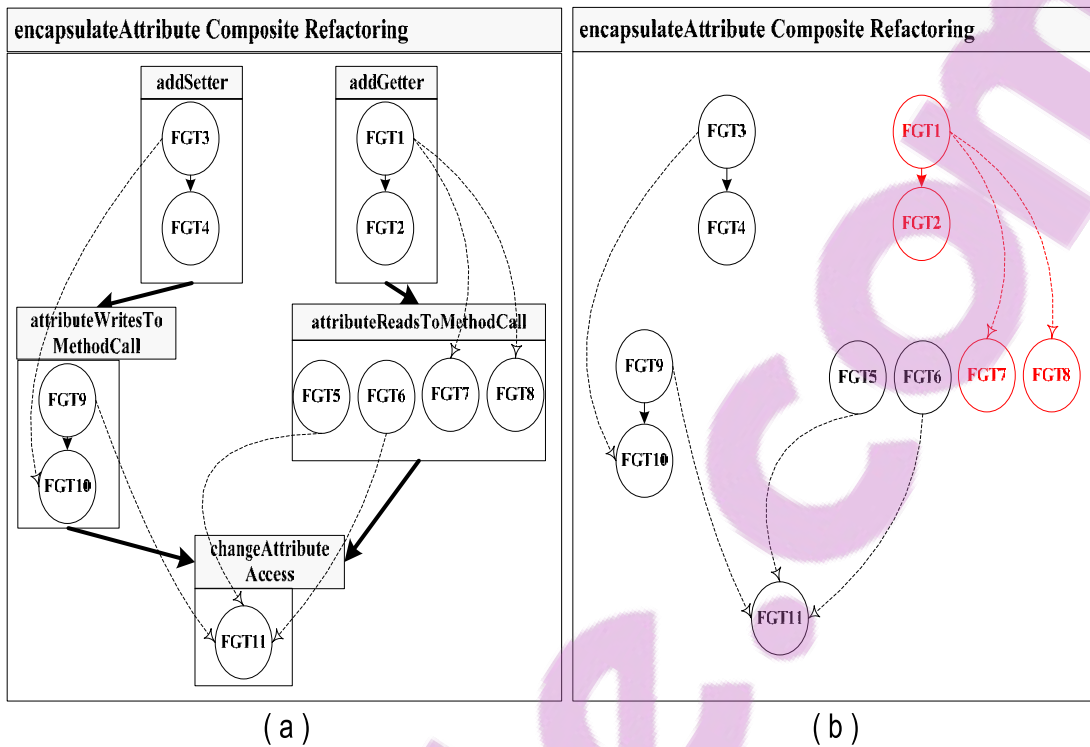 encapsulateAttribute Composite Refactoring
addSetter
addGetter
FGT3
FGT1
FGT4
FGT2
attributeWritesTo
MethodCall
attributeReadsToMethodCall
FGT9
FGT5
FGT6
FGT7
FGT8
FGT10
changeAttribute
Access
FGT11
( a )
encapsulateAttribute Composite Refactoring
FGT3
FGT1
FGT4
FGT2
FGT9
FGT5
FGT6
FGT7
FGT8
FGT10
FGT11
( b )